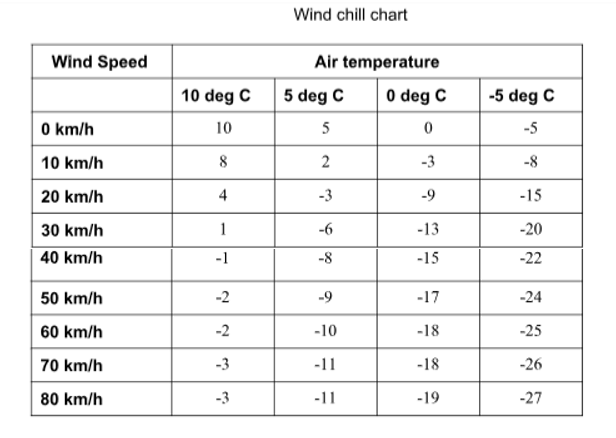 Wind chill chart
Wind Speed Air temperature
10 deg C 5 deg C 0 deg C -5 deg C
0 km/h 10 5 0 -5
10 km/h 8 2 -3 -8
20 km/h 4 -3 -9 -15
30 km/h 1 -6 -13 -20
40 km/h -1 -8 -15 -22
50 km/h -2 -9 -17 -24
60 km/h -2 -10 -18 -25
70 km/h -3 -11 -18 -26
80 km/h -3 -11 -19 -27